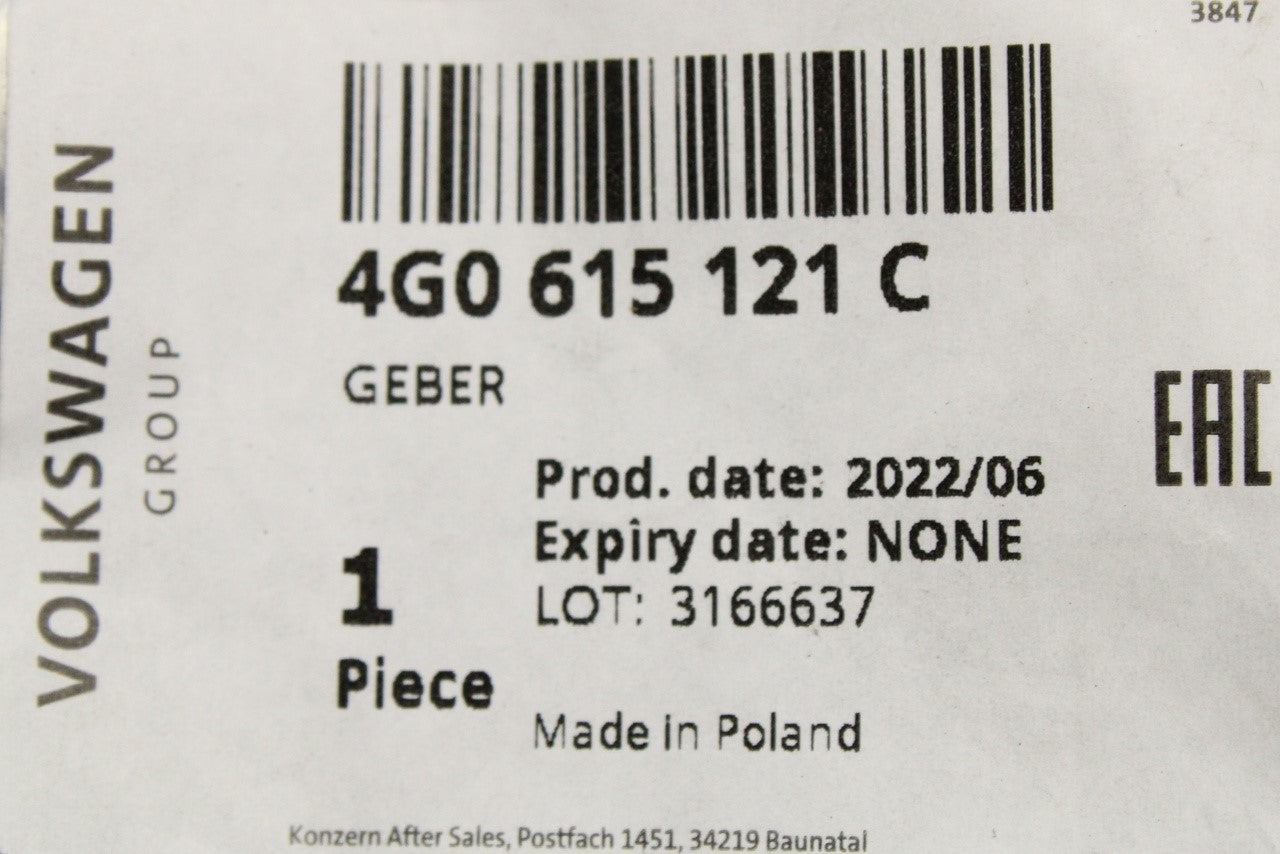 3847
VOLKSWAGEN
GROUP
4G0 615 121 C
GEBER
EAC
Prod. date: 2022/06
Expiry date: NONE
LOT: 3166637
1
Piece
Made in Poland
Konzern After Sales, Postfach 1451, 34219 Baunatal